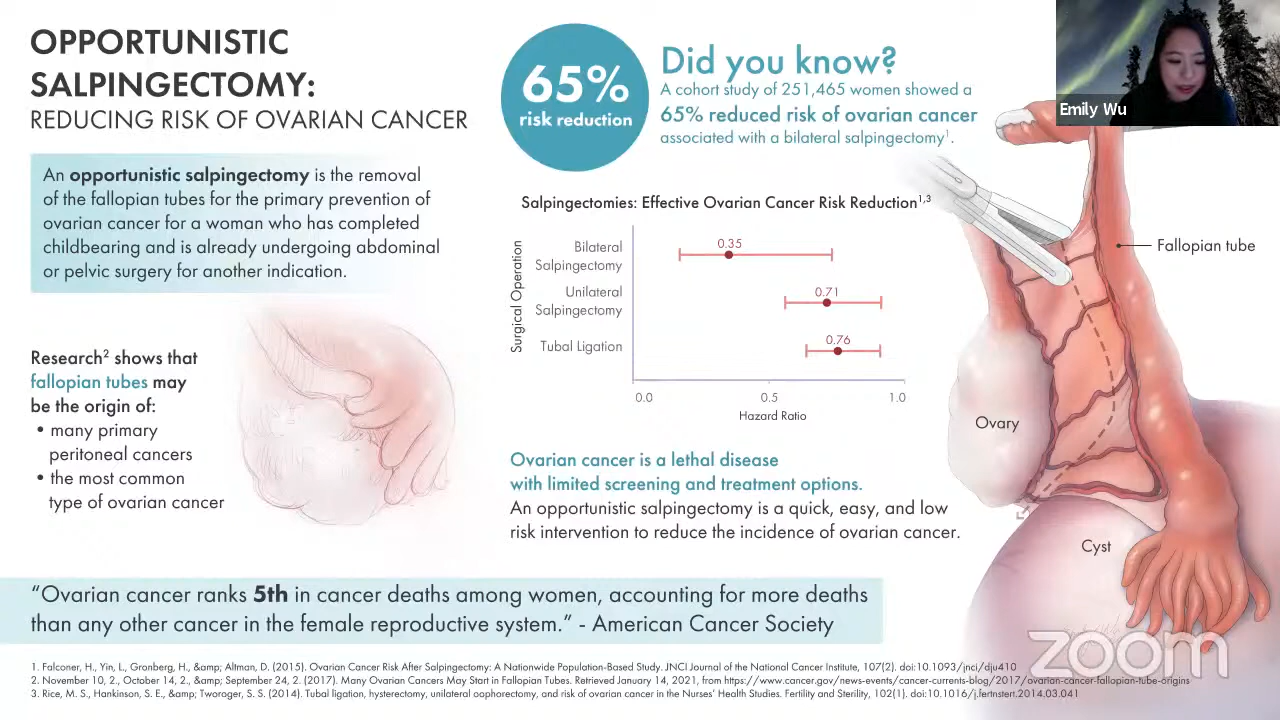 OPPORTUNISTIC
SALPINGECTOMY:
REDUCING RISK OF OVARIAN CANCER
An opportunistic salpingectomy is the removal
of the fallopian tubes for the primary prevention of
ovarian cancer for a woman who has completed
childbearing and is already undergoing abdominal
or pelvic surgery for another indication.
Research² shows that
fallopian tubes may
be the origin of:
• many primary
peritoneal cancers
• the most common
type of ovarian cancer
65%
risk reduction
Did you know?
A cohort study of 251,465 women showed a
65% reduced risk of ovarian cancer
associated with a bilateral salpingectomy¹.
Salpingectomies: Effective Ovarian Cancer Risk Reduction¹,³
Surgical Operation
Bilateral
Salpingectomy
0.35
Unilateral
Salpingectomy
0.71
Tubal Ligation
0.76
0.0 0.5 1.0
Hazard Ratio
Ovarian cancer is a lethal disease
with limited screening and treatment options.
An opportunistic salpingectomy is a quick, easy, and low
risk intervention to reduce the incidence of ovarian cancer.
Emily Wu
Fallopian tube
Ovary
Cyst
“Ovarian cancer ranks 5th in cancer deaths among women, accounting for more deaths
than any other cancer in the female reproductive system.” - American Cancer Society
zoom
1. Falconer, H., Yin, L., Gronberg, H., &amp; Altman, D. (2015). Ovarian Cancer Risk After Salpingectomy: A Nationwide Population-Based Study. JNCI Journal of the National Cancer Institute, 107(2). doi:10.1093/jnci/dju410
2. November 10, 2., October 14, 2., &amp; September 24, 2. (2017). Many Ovarian Cancers May Start in Fallopian Tubes. Retrieved January 14, 2021, from https://www.cancer.gov/news-events/cancer-currents-blog/2017/ovarian-cancer-fallopian-tube-origins
3. Rice, M. S., Hankinson, S. E., &amp; Tworoger, S. S. (2014). Tubal ligation, hysterectomy, unilateral oophorectomy, and risk of ovarian cancer in the Nurses’ Health Studies. Fertility and Sterility, 102(1). doi:10.1016/j.fertnstert.2014.03.041